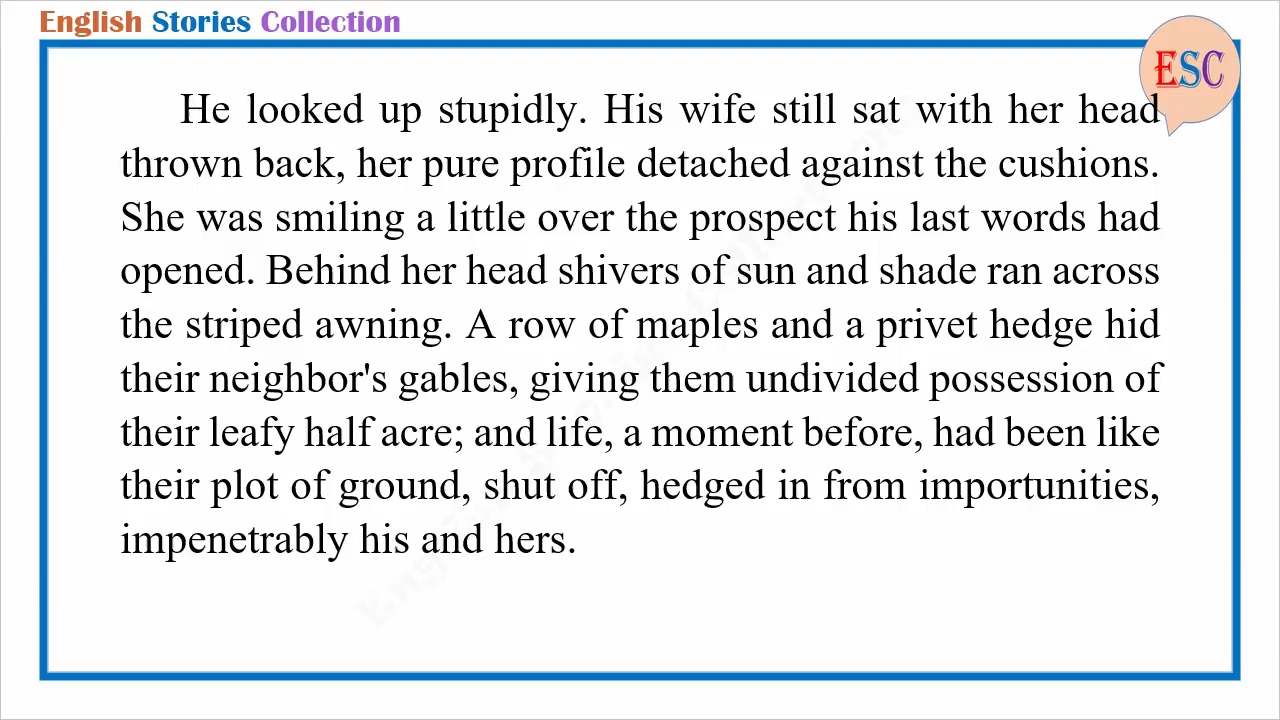 English Stories Collection
ESC
He looked up stupidly. His wife still sat with her head
thrown back, her pure profile detached against the cushions.
She was smiling a little over the prospect his last words had
opened. Behind her head shivers of sun and shade ran across
the striped awning. A row of maples and a privet hedge hid
their neighbor's gables, giving them undivided possession of
their leafy half acre; and life, a moment before, had been like
their plot of ground, shut off, hedged in from importunities,
impenetrably his and hers.